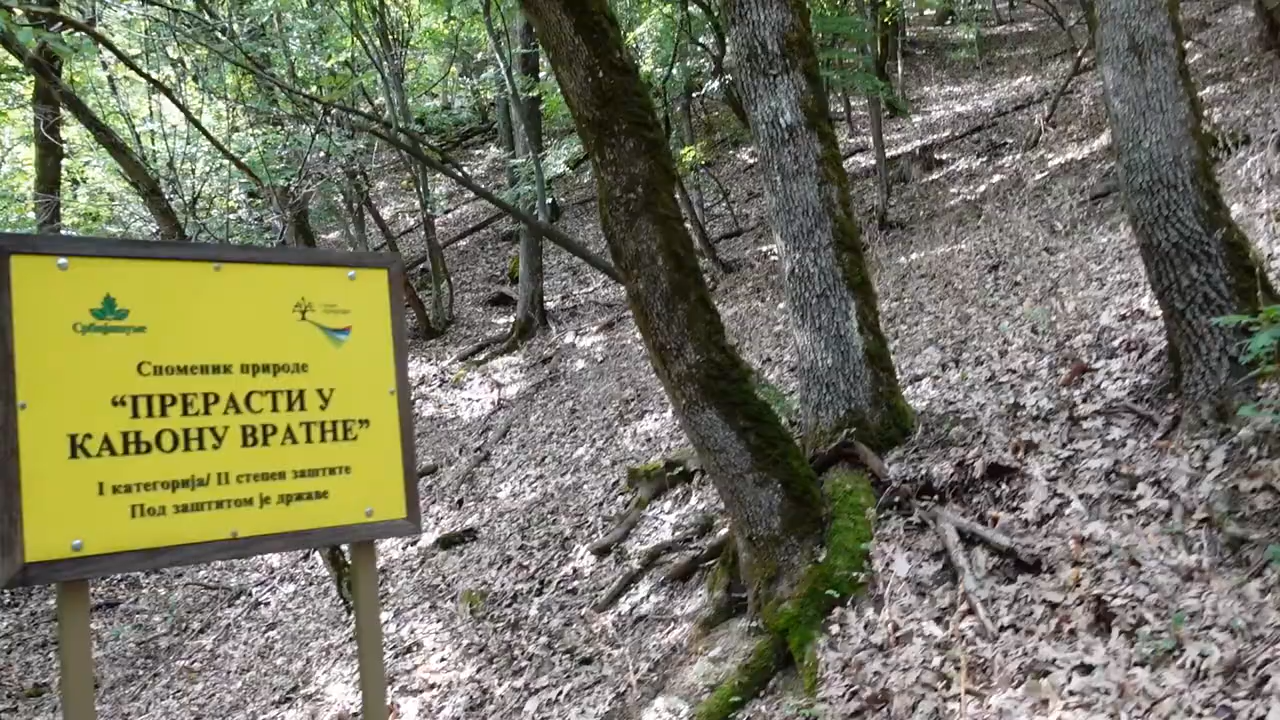 Србијашуме
Споменик природе
“ПРЕРАСТИ У
КАЊОНУ ВРАТНЕ”
I категорија/ II степен заштите
Под заштитом је државе